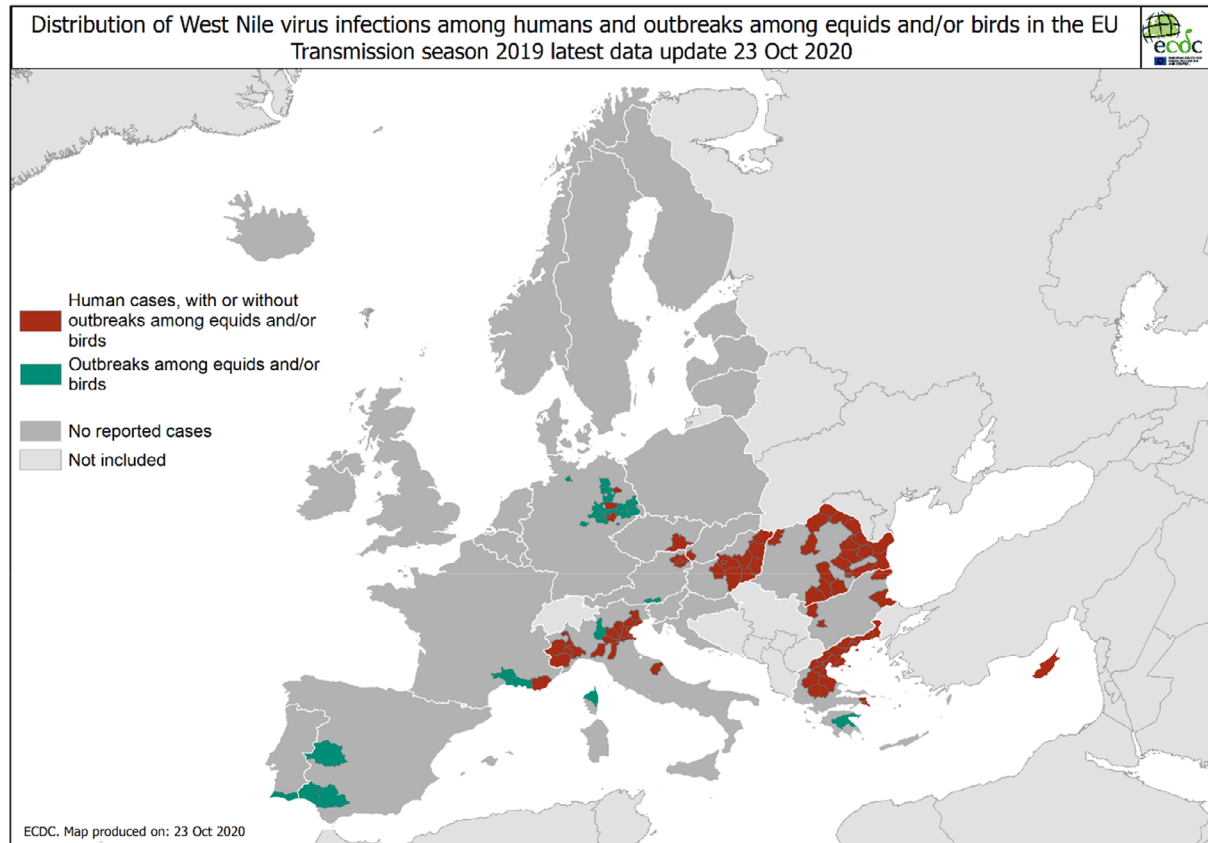 Distribution of West Nile virus infections among humans and outbreaks among equids and/or birds in the EU
Transmission season 2019 latest data update 23 Oct 2020
ecdc
Human cases, with or without
outbreaks among equids and/or
birds
Outbreaks among equids and/or
birds
No reported cases
Not included
ECDC. Map produced on: 23 Oct 2020